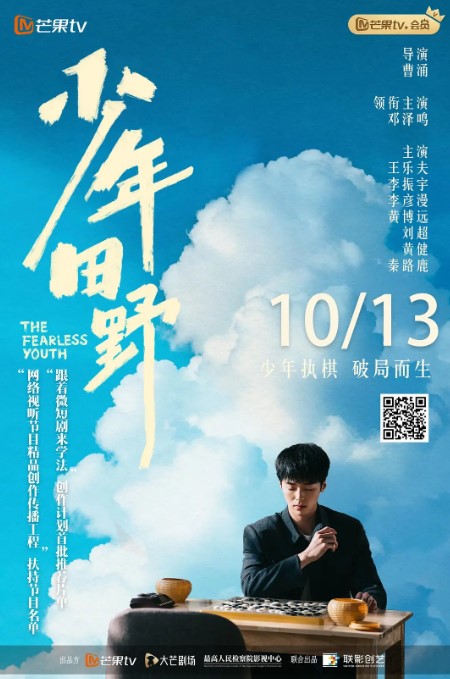 芒果tv
芒果tv.会员
导演
曹涌
领衔主演
邓泽鸣
主演
王乐夫
李振宇
李彦漫
黄博远
刘超
黄健
秦路鹿
少年田野
THE
FEARLESS
YOUTH
10/13
少年执棋 破局而生
“跟着微短剧来学法”创作计划首批推荐片单
“网络视听节目精品创作传播工程”扶持节目名单
出品方 芒果tv 大芒剧场 最高人民检察院影视中心 联合出品 联影创艺